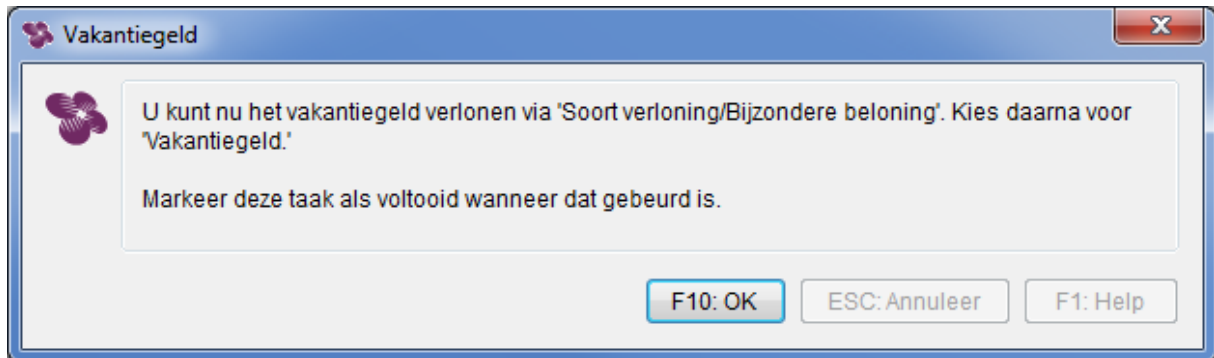 Vakantiegeld
U kunt nu het vakantiegeld verlonen via 'Soort verloning/Bijzondere beloning'. Kies daarna voor
'Vakantiegeld.'
Markeer deze taak als voltooid wanneer dat gebeurd is.
F10: OK
ESC: Annuleer
F1: Help